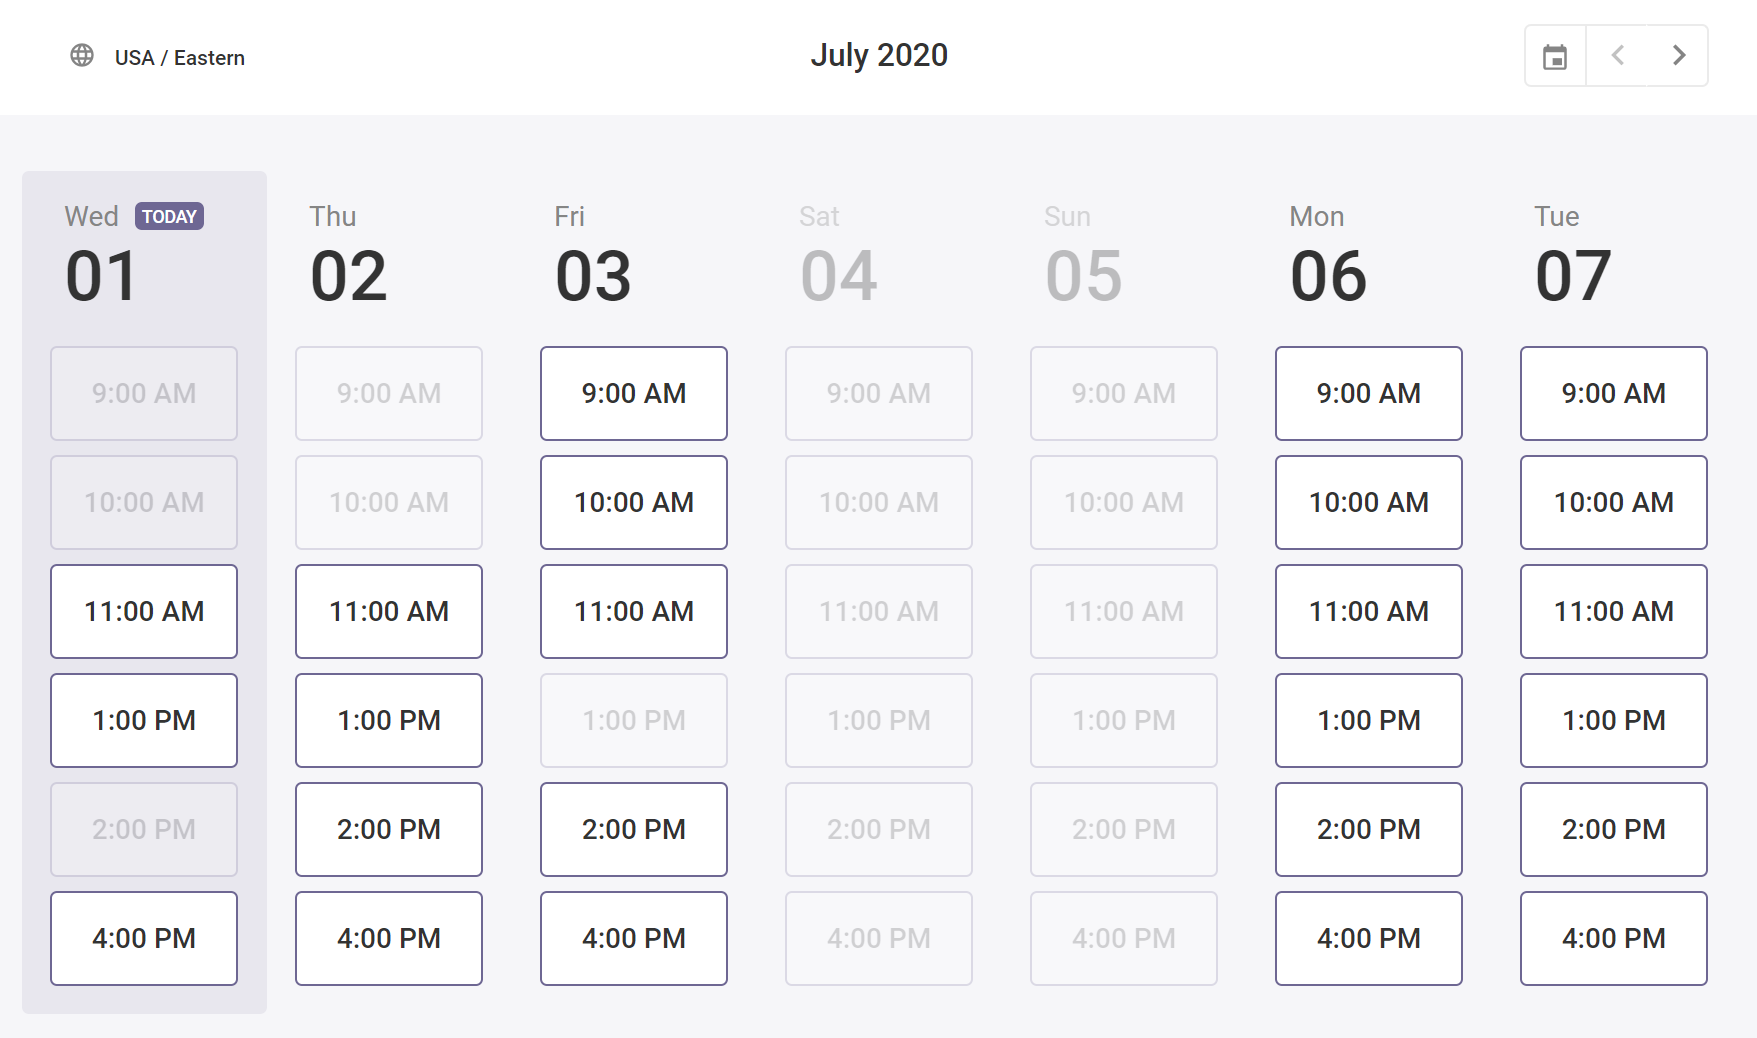 USA / Eastern
July 2020
Wed TODAY Thu Fri Sat Sun Mon Tue
01 02 03 04 05 06 07
9:00 AM 9:00 AM 9:00 AM 9:00 AM 9:00 AM 9:00 AM 9:00 AM
10:00 AM 10:00 AM 10:00 AM 10:00 AM 10:00 AM 10:00 AM 10:00 AM
11:00 AM 11:00 AM 11:00 AM 11:00 AM 11:00 AM 11:00 AM 11:00 AM
1:00 PM 1:00 PM 1:00 PM 1:00 PM 1:00 PM 1:00 PM 1:00 PM
2:00 PM 2:00 PM 2:00 PM 2:00 PM 2:00 PM 2:00 PM 2:00 PM
4:00 PM 4:00 PM 4:00 PM 4:00 PM 4:00 PM 4:00 PM 4:00 PM